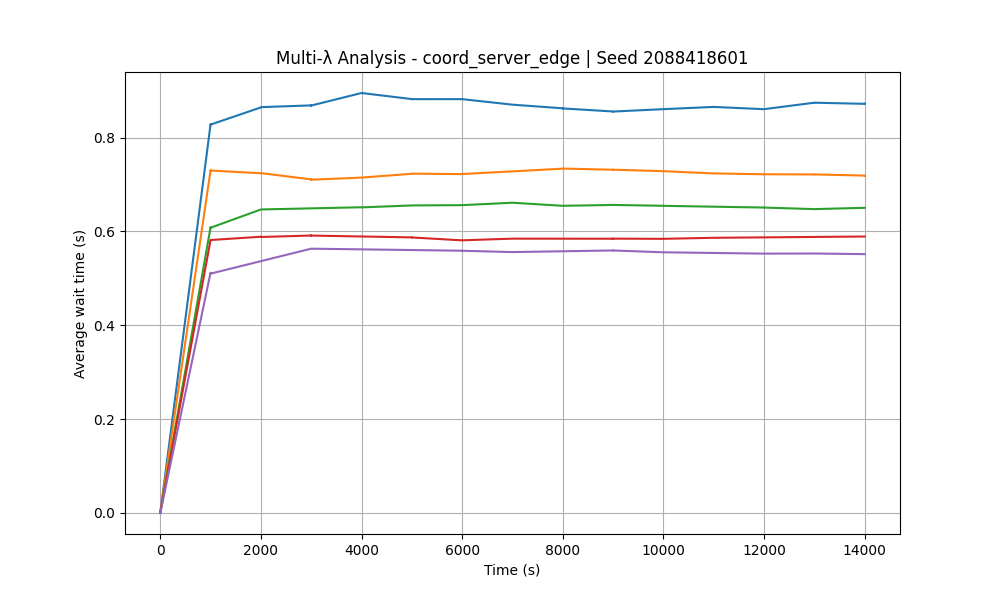 Multi-λ Analysis - coord_server_edge | Seed 2088418601
Average wait time (s)
0.8
0.6
0.4
0.2
0.0
0 2000 4000 6000 8000 10000 12000 14000
Time (s)